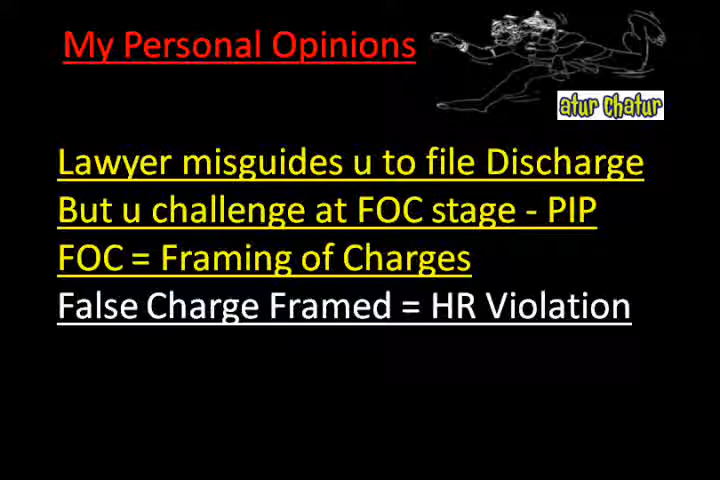 My Personal Opinions
atur chatur
Lawyer misguides u to file Discharge
But u challenge at FOC stage - PIP
FOC = Framing of Charges
False Charge Framed = HR Violation